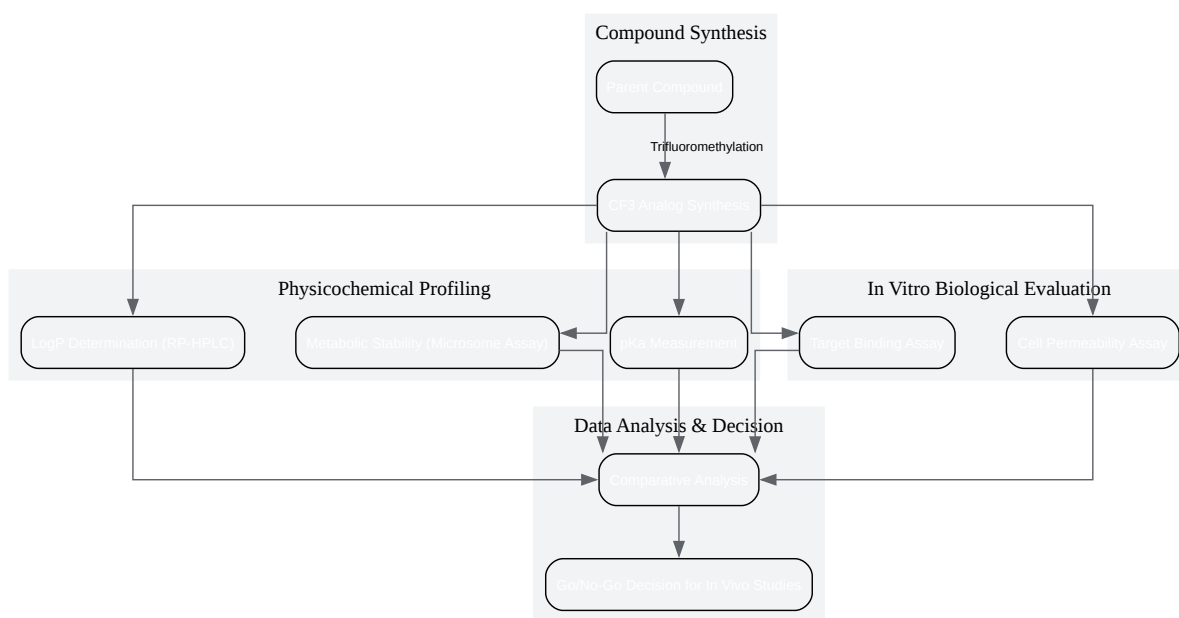 Compound Synthesis
Parent Compound
Trifluoromethylation
CF3 Analog Synthesis
Physicochemical Profiling
In Vitro Biological Evaluation
LogP Determination (RP-HPLC)
Metabolic Stability (Microsome Assay)
pKa Measurement
Target Binding Assay
Cell Permeability Assay
Data Analysis & Decision
Comparative Analysis
Go/No-Go Decision for In Vivo Studies